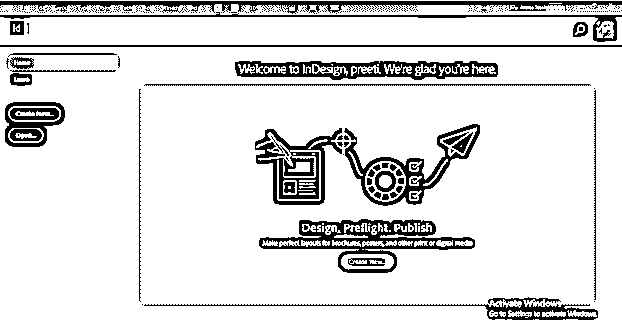 Id
Home
Learn
Create New...
Open...
Welcome to InDesign, preeti. We're glad you're here.
Design. Preflight. Publish
Make perfect layouts for brochures, posters, and other print or digital media
Create New...
Activate Windows
Go to Settings to activate Windows.